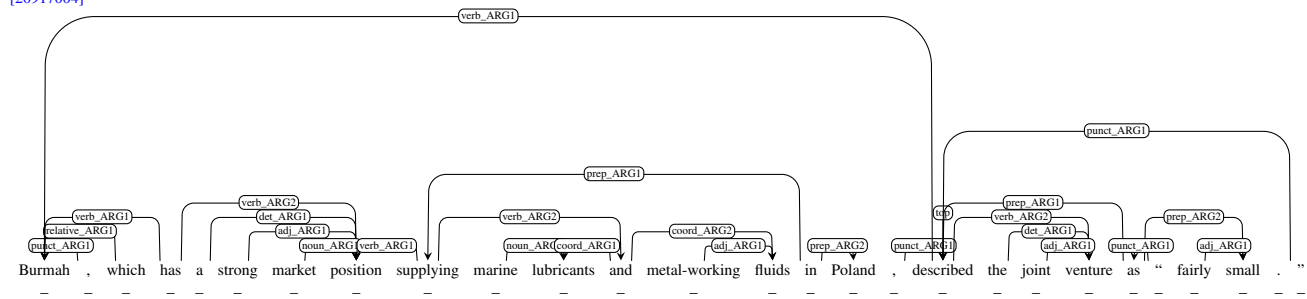 [20917004]
verb_ARG1
punct_ARG1
prep_ARG1
verb_ARG2 prep_ARG1
verb_ARG1 det_ARG1 verb_ARG2 top verb_ARG2 prep_ARG2
relative_ARG1 adj_ARG1 coord_ARG2 det_ARG1
punct_ARG1 noun_ARG1 verb_ARG1 noun_ARG coord_ARG1 adj_ARG1 prep_ARG2 punct_ARG1 adj_ARG1 punct_ARG1 adj_ARG1
Burmah , which has a strong market position supplying marine lubricants and metal-working fluids in Poland , described the joint venture as “ fairly small . ”
_ _ _ _ _ _ _ _ _ _ _ _ _ _ _ _ _ _ _ _ _ _ _ _ _ _ _